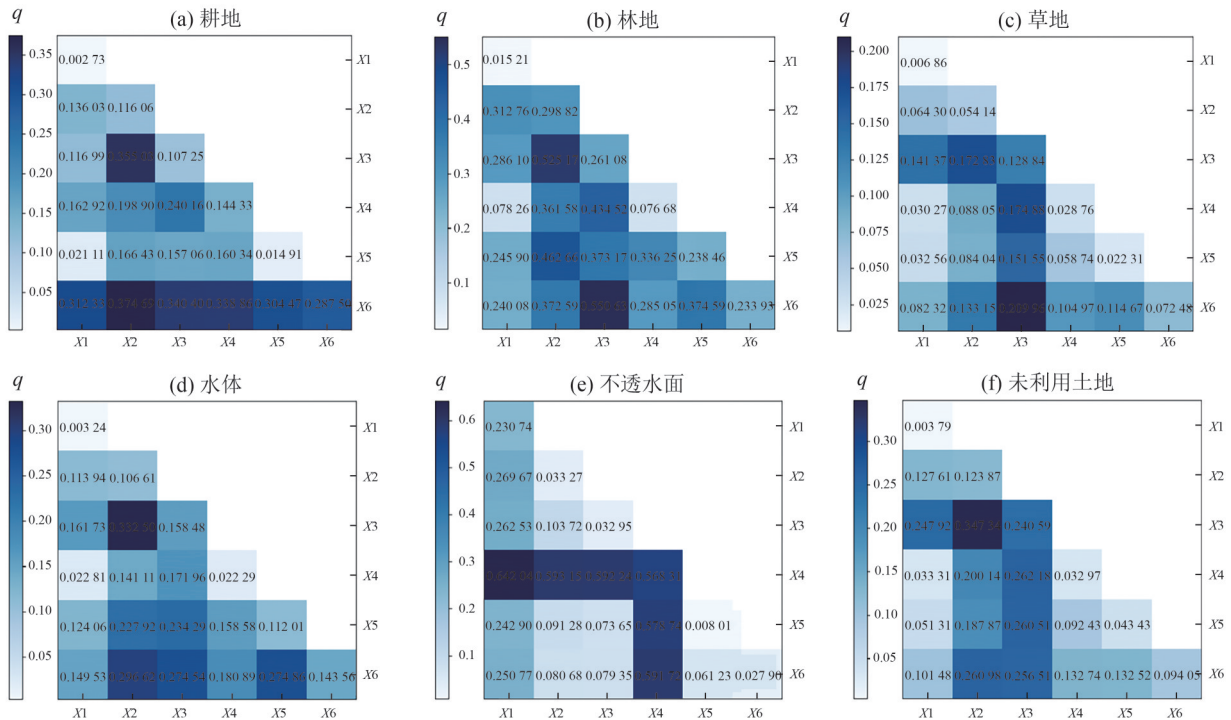 q
(a) 耕地
0.35
0.30
0.25
0.20
0.15
0.10
0.05
0.002 73
0.136 03 0.116 06
0.116 99 0.107 25
0.162 92 0.198 90 0.240 16 0.144 33
0.021 11 0.166 43 0.157 06 0.160 34 0.014 91
0.304 47 0.287 54
X1
X2
X3
X4
X5
X6
X1 X2 X3 X4 X5 X6
q
(b) 林地
0.5
0.4
0.3
0.2
0.1
0.015 21
0.312 76 0.298 82
0.286 10 0.261 08
0.078 26 0.361 58 0.434 52 0.076 68
0.245 90 0.373 17 0.336 25 0.238 46
0.240 08 0.372 59 0.285 05 0.374 59 0.233 93
X1
X2
X3
X4
X5
X6
X1 X2 X3 X4 X5 X6
q
(c) 草地
0.200
0.175
0.150
0.125
0.100
0.075
0.050
0.025
0.006 86
0.064 30 0.054 14
0.141 37 0.172 83 0.128 84
0.030 27 0.088 05 0.028 76
0.032 56 0.084 04 0.151 55 0.058 74 0.022 31
0.082 32 0.133 15 0.104 97 0.114 67 0.072 48
X1
X2
X3
X4
X5
X6
X1 X2 X3 X4 X5 X6
q
(d) 水体
0.30
0.25
0.20
0.15
0.10
0.05
0.003 24
0.113 94 0.106 61
0.161 73 0.158 48
0.022 81 0.141 11 0.171 96 0.022 29
0.124 06 0.227 92 0.234 29 0.158 58 0.112 01
0.149 53 0.274 54 0.180 89 0.274 86 0.143 56
X1
X2
X3
X4
X5
X6
X1 X2 X3 X4 X5 X6
q
(e) 不透水面
0.6
0.5
0.4
0.3
0.2
0.1
0.230 74
0.269 67 0.033 27
0.262 53 0.103 72 0.032 95
0.242 90 0.091 28 0.073 65 0.008 01
0.250 77 0.080 68 0.079 35 0.061 23 0.027 90
X1
X2
X3
X4
X5
X6
X1 X2 X3 X4 X5 X6
q
(f) 未利用土地
0.30
0.25
0.20
0.15
0.10
0.05
0.003 79
0.127 61 0.123 87
0.247 92 0.240 59
0.033 31 0.200 14 0.262 18 0.032 97
0.051 31 0.187 87 0.260 51 0.092 43 0.043 43
0.101 48 0.260 98 0.256 51 0.132 74 0.132 52 0.094 05
X1
X2
X3
X4
X5
X6
X1 X2 X3 X4 X5 X6